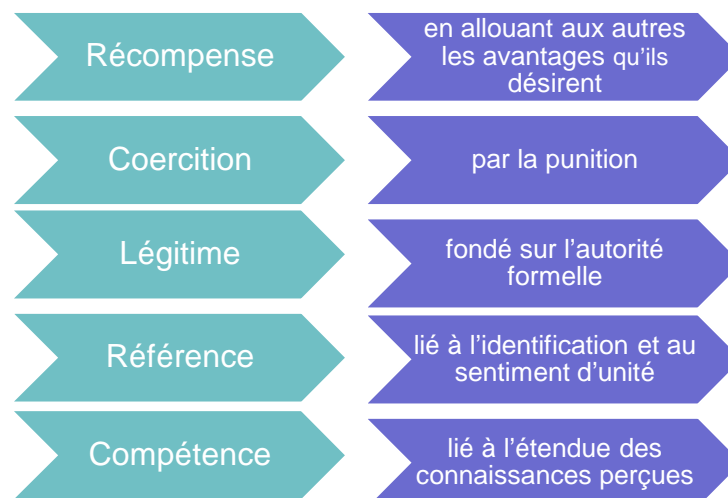 Récompense
en allouant aux autres
les avantages qu'ils
désirent
Coercition
par la punition
Légitime
fondé sur l'autorité
formelle
Référence
lié à l'identification et au
sentiment d'unité
Compétence
lié à l'étendue des
connaissances perçues